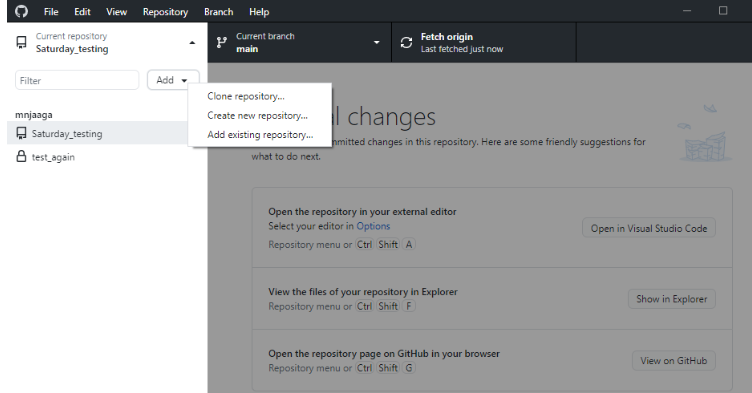 File Edit View Repository Branch Help
Current repository
Saturday_testing
Current branch
main
Fetch origin
Last fetched just now
Filter
Add
Clone repository...
Create new repository...
Add existing repository...
mnjaaga
Saturday_testing
test_again
al changes
mmitted changes in this repository. Here are some friendly suggestions for
what to do next.
Open the repository in your external editor
Select your editor in Options
Repository menu or Ctrl Shift A
Open in Visual Studio Code
View the files of your repository in Explorer
Repository menu or Ctrl Shift F
Show in Explorer
Open the repository page on GitHub in your browser
Repository menu or Ctrl Shift G
View on GitHub